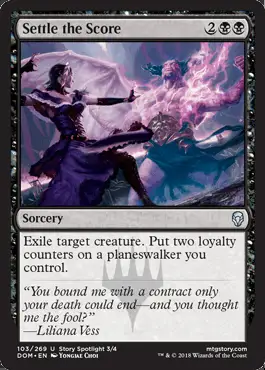 Settle the Score 2
Sorcery
Exile target creature. Put two loyalty
counters on a planeswalker you
control.
“You bound me with a contract only
your death could end—and you thought
me the fool?”
—Liliana Vess
103/269 U Story Spotlight 3/4
DOM • EN Yongjae Choi
mtgstory.com
™ & © 2018 Wizards of the Coast